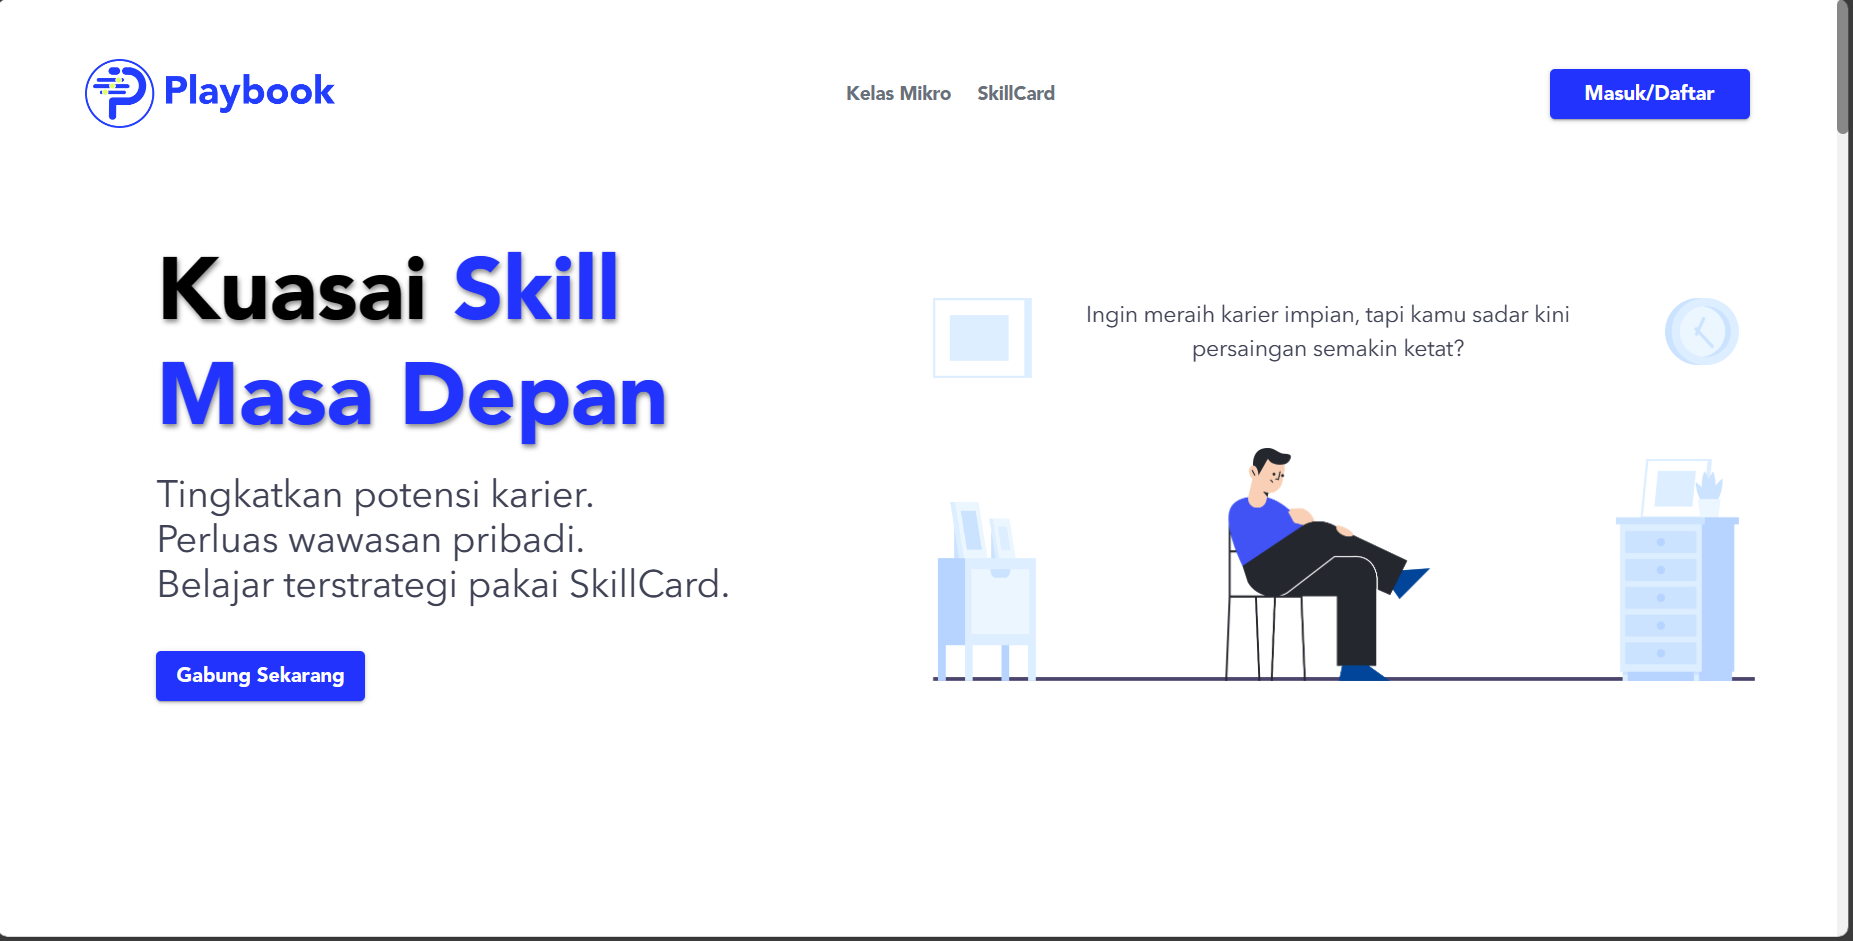 Playbook
Kelas Mikro
SkillCard
Masuk/Daftar
Kuasai Skill
Masa Depan
Tingkatkan potensi karier.
Perluas wawasan pribadi.
Belajar terstrategi pakai SkillCard.
Gabung Sekarang
Ingin meraih karier impian, tapi kamu sadar kini
persaingan semakin ketat?